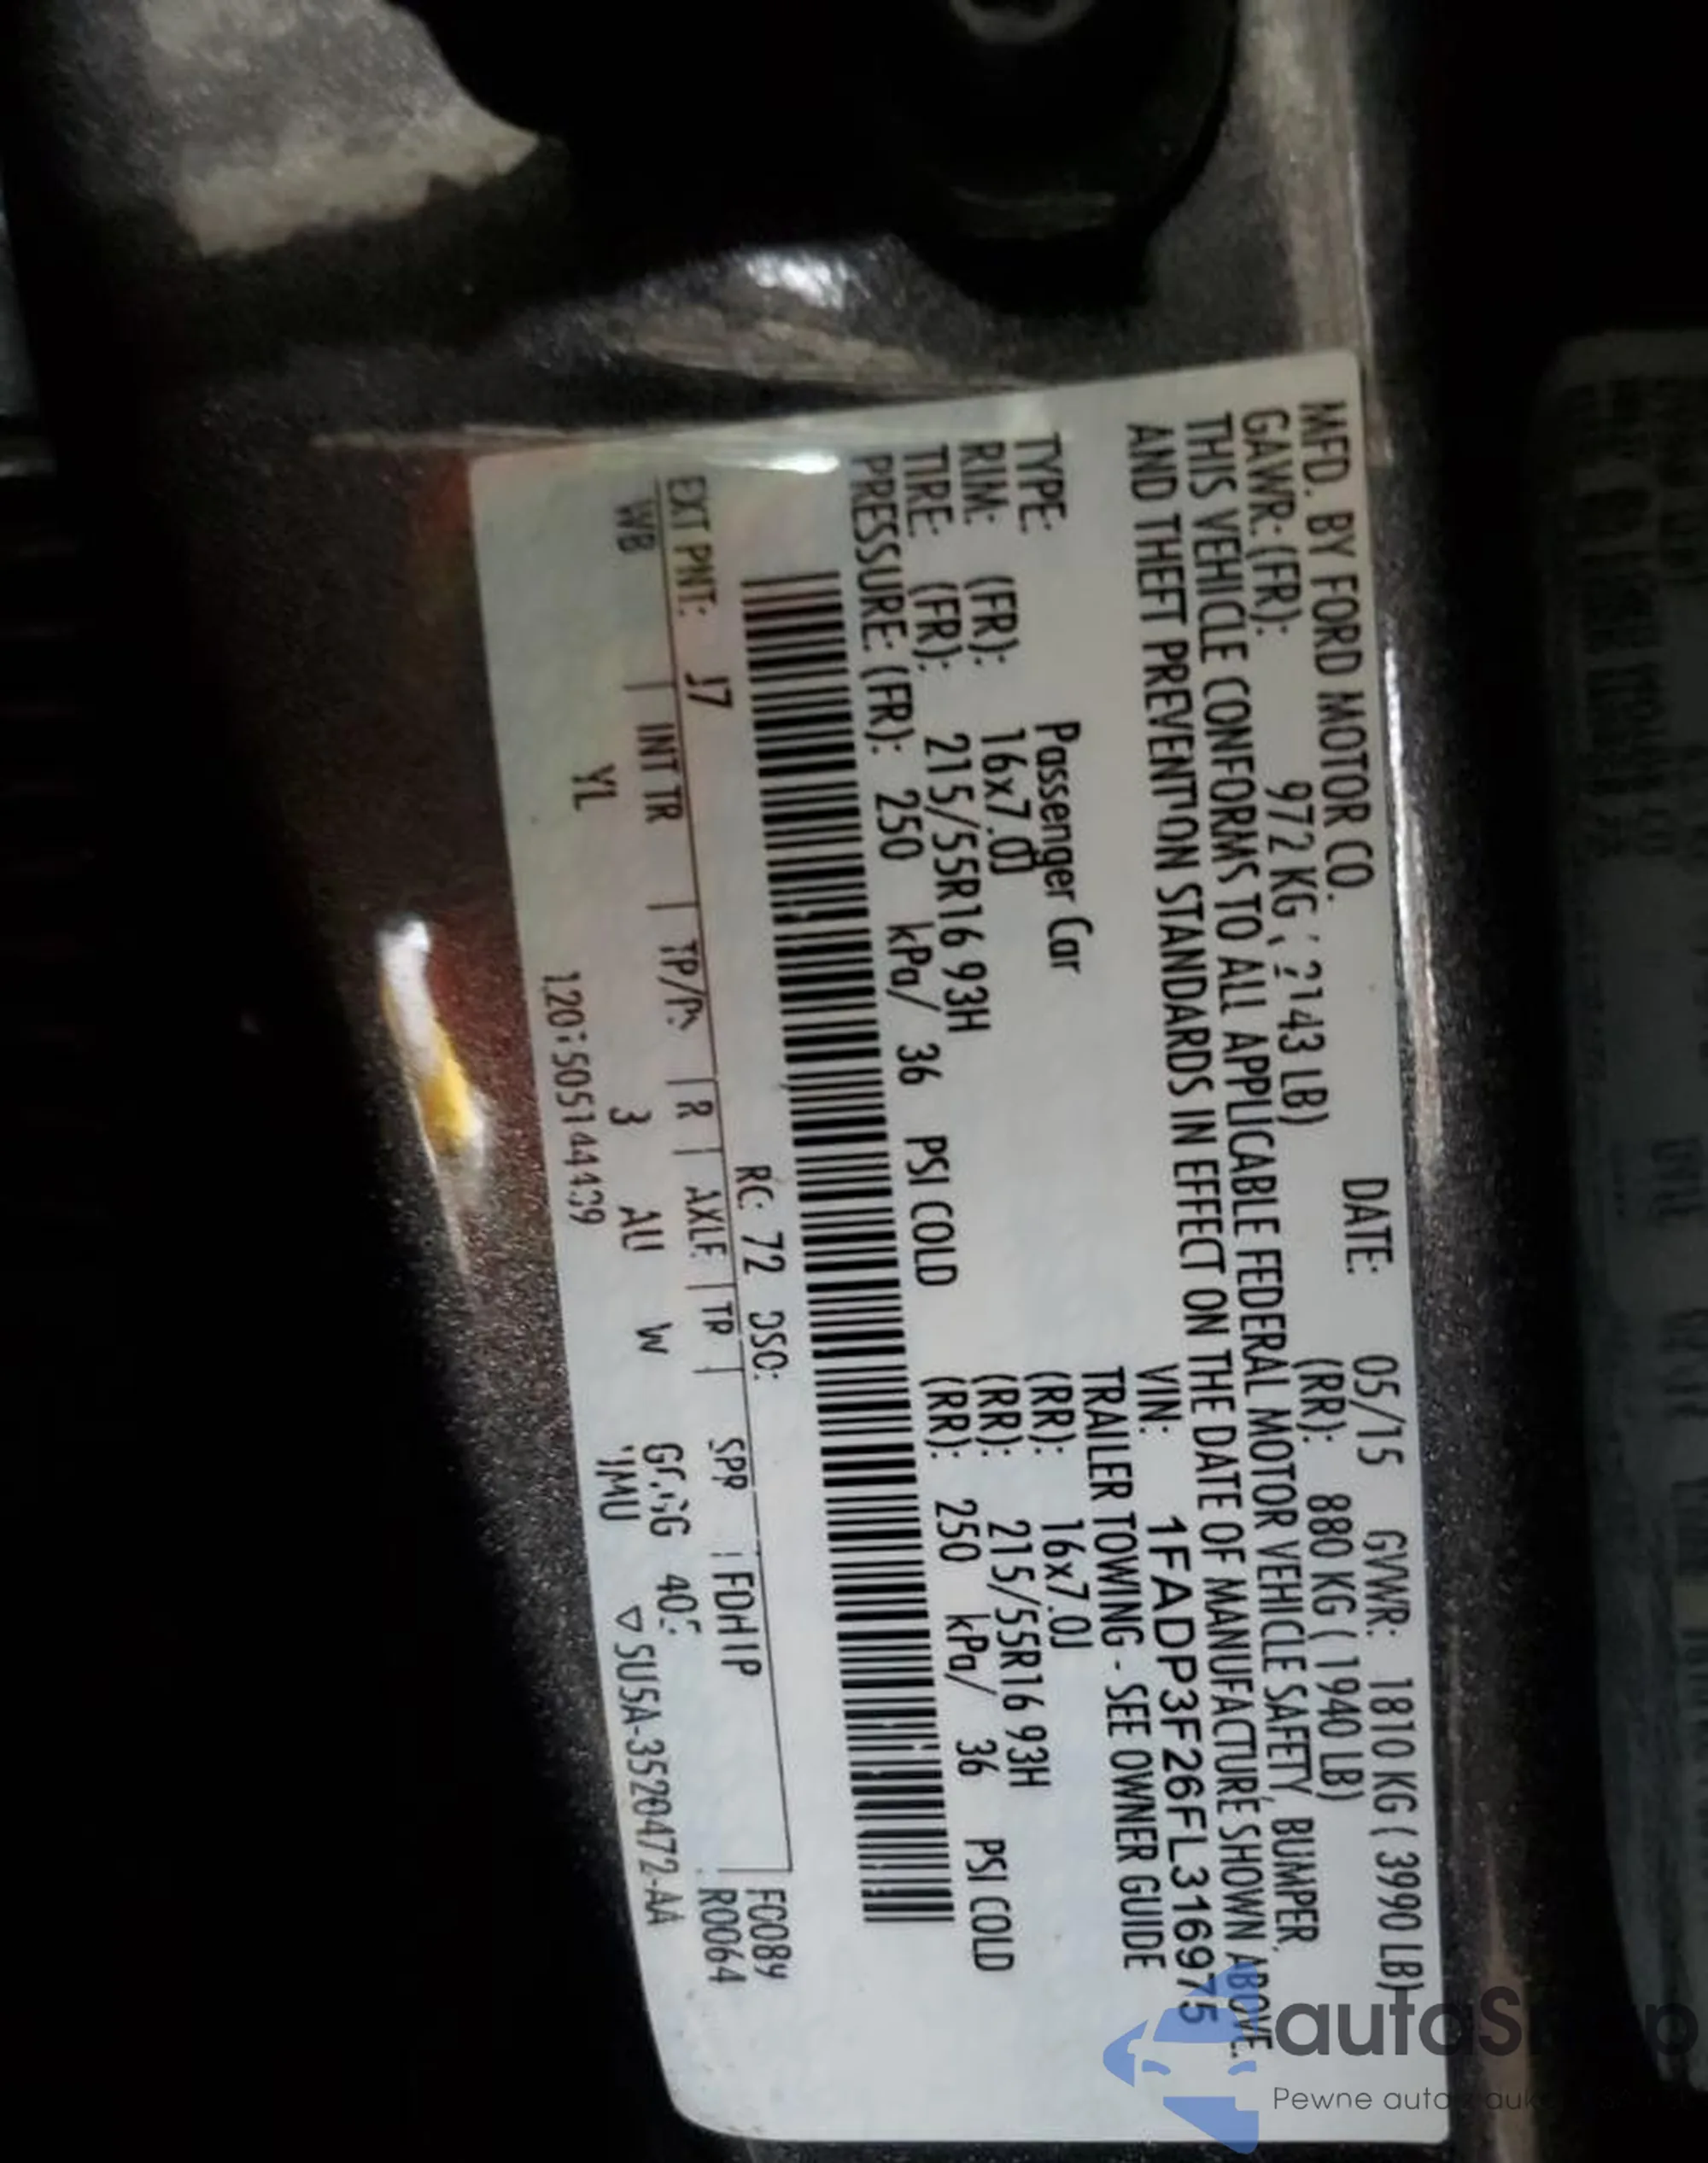 MFD. BY FORD MOTOR CO. DATE: 05/15 GVWR: 1810 KG ( 3990 LB)
GAWR: (FR): 972 KG ( 2143 LB) (RR): 880 KG ( 1940 LB)
THIS VEHICLE CONFORMS TO ALL APPLICABLE FEDERAL MOTOR VEHICLE SAFETY, BUMPER,
AND THEFT PREVENTION STANDARDS IN EFFECT ON THE DATE OF MANUFACTURE SHOWN ABOVE.
VIN: 1FADP3F26FL316975
TYPE: Passenger Car TRAILER TOWING - SEE OWNER GUIDE
RIM: (FR): 16x7.0J (RR): 16x7.0J
TIRE: (FR): 215/55R16 93H (RR): 215/55R16 93H
PRESSURE: (FR): 250 kPa/ 36 PSI COLD (RR): 250 kPa/ 36 PSI COLD
EXT PNT: J7 RC: 72 DSO: F0089
WB INT TR TP/PS R AXLE TR SPR FDHIP R0064
YL 3 AU W
UMU ▽ SU5A-3520472-AA
Pewne auta z